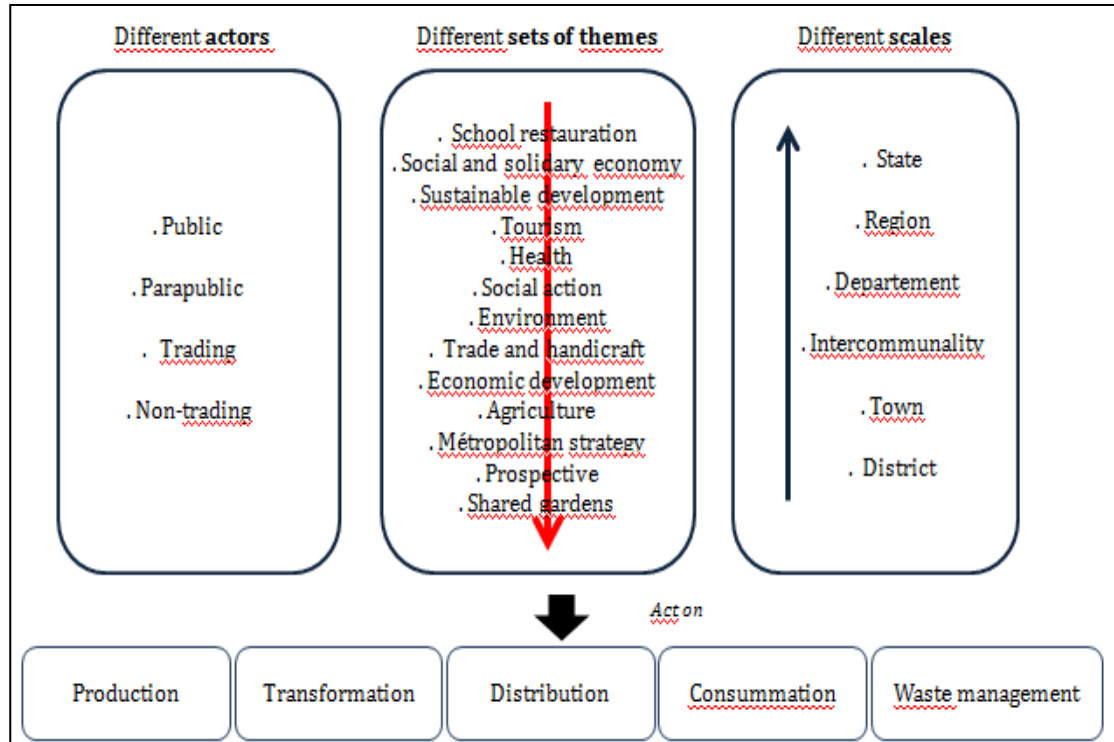 Different actors
Different sets of themes
Different scales
. Public
. Parapublic
. Trading
. Non-trading
. School restauration
. Social and solidary economy
. Sustainable development
. Tourism
. Health
. Social action
. Environment
. Trade and handicraft
. Economic development
. Agriculture
. Métropolitan strategy
. Prospective
. Shared gardens
. State
. Region
. Departement
. Intercommunality
. Town
. District
Act on
Production
Transformation
Distribution
Consummation
Waste management